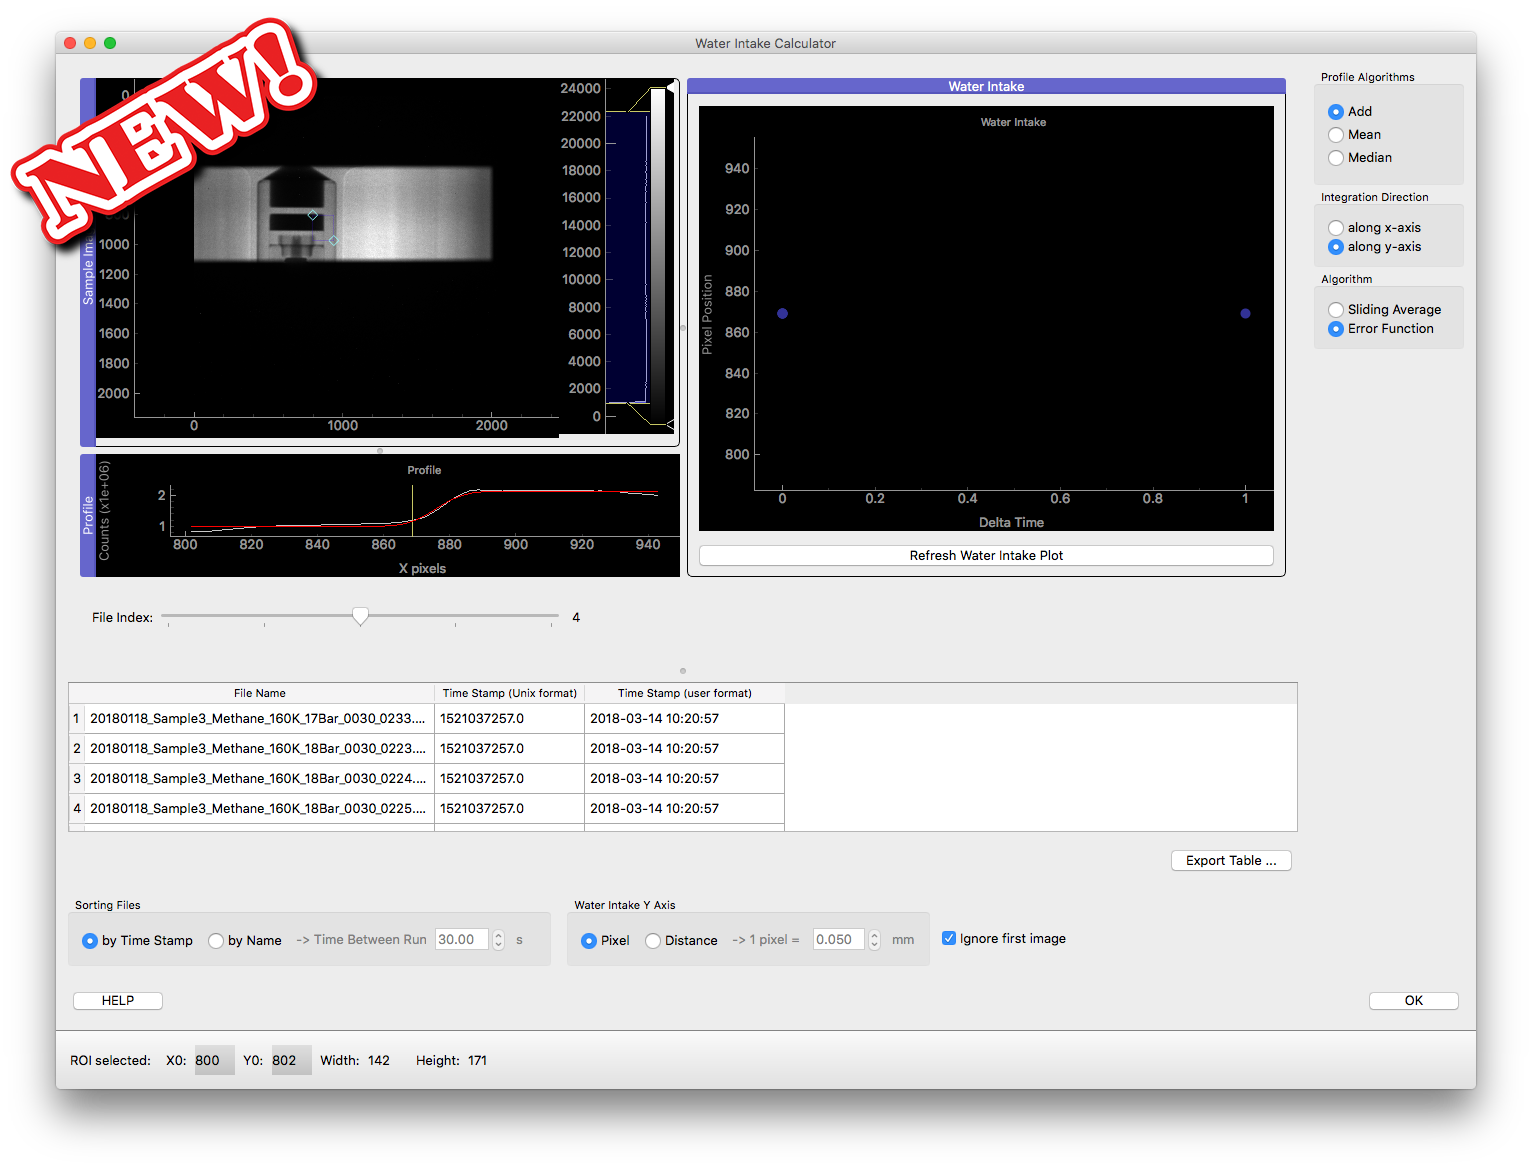 Water Intake Calculator
NEW!
Sample Ima
0
1000
1200
1400
1600
1800
2000
0 1000 2000
24000
22000
20000
18000
16000
14000
12000
10000
8000
6000
4000
2000
0
Profile
Profile
Counts (x1e+06)
2
1
800 820 840 860 880 900 920 940
X pixels
Water Intake
Water Intake
Pixel Position
940
920
900
880
860
840
820
800
0 0.2 0.4 0.6 0.8 1
Delta Time
Refresh Water Intake Plot
Profile Algorithms
Add
Mean
Median
Integration Direction
along x-axis
along y-axis
Algorithm
Sliding Average
Error Function
File Index: 4
File Name Time Stamp (Unix format) Time Stamp (user format)
1 20180118_Sample3_Methane_160K_17Bar_0030_0233.... 1521037257.0 2018-03-14 10:20:57
2 20180118_Sample3_Methane_160K_18Bar_0030_0223.... 1521037257.0 2018-03-14 10:20:57
3 20180118_Sample3_Methane_160K_18Bar_0030_0224.... 1521037257.0 2018-03-14 10:20:57
4 20180118_Sample3_Methane_160K_18Bar_0030_0225.... 1521037257.0 2018-03-14 10:20:57
Export Table ...
Sorting Files
by Time Stamp by Name -> Time Between Run 30.00 s
Water Intake Y Axis
Pixel Distance -> 1 pixel = 0.050 mm
Ignore first image
HELP
OK
ROI selected: X0: 800 Y0: 802 Width: 142 Height: 171